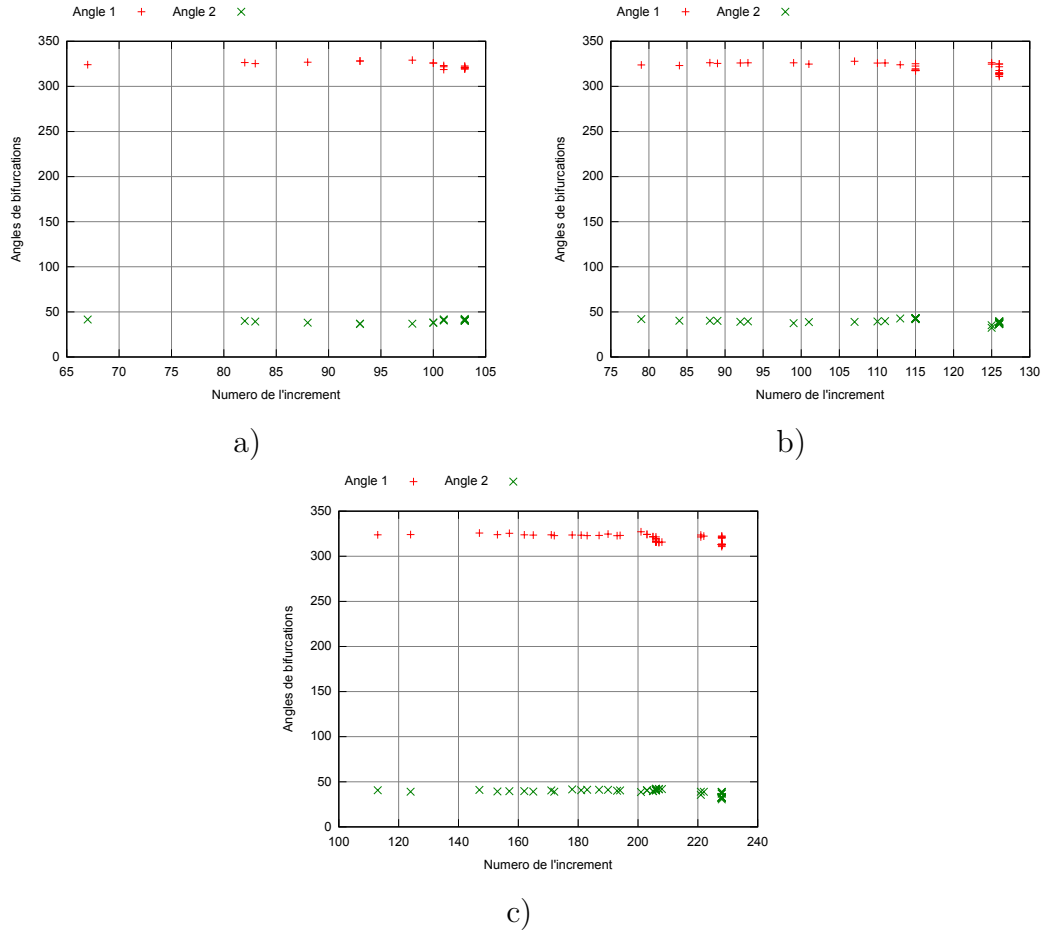 Angle 1 Angle 2
350
300
250
200
150
100
50
0
Angles de bifurcations
65 70 75 80 85 90 95 100 105
Numero de l'increment
a)
Angle 1 Angle 2
350
300
250
200
150
100
50
0
Angles de bifurcations
75 80 85 90 95 100 105 110 115 120 125 130
Numero de l'increment
b)
Angle 1 Angle 2
350
300
250
200
150
100
50
0
Angles de bifurcations
100 120 140 160 180 200 220 240
Numero de l'increment
c)